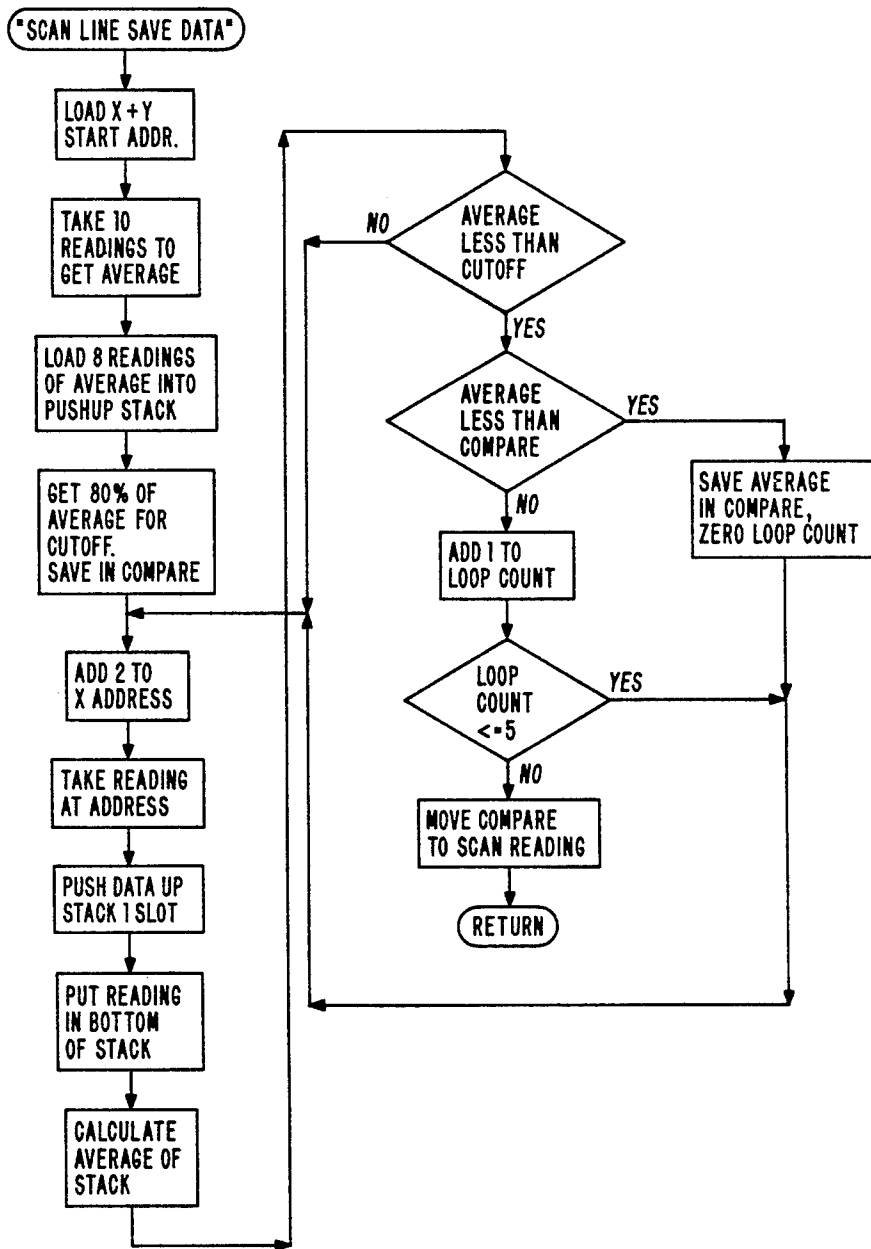 "SCAN LINE SAVE DATA"
LOAD X + Y
START ADDR.
TAKE 10
READINGS TO
GET AVERAGE
LOAD 8 READINGS
OF AVERAGE INTO
PUSHUP STACK
GET 80% OF
AVERAGE FOR
CUTOFF.
SAVE IN COMPARE
ADD 2 TO
X ADDRESS
TAKE READING
AT ADDRESS
PUSH DATA UP
STACK 1 SLOT
PUT READING
IN BOTTOM
OF STACK
CALCULATE
AVERAGE OF
STACK
AVERAGE
LESS THAN
CUTOFF
NO
YES
AVERAGE
LESS THAN
COMPARE
YES
NO
SAVE AVERAGE
IN COMPARE,
ZERO LOOP COUNT
ADD 1 TO
LOOP COUNT
LOOP
COUNT
<=5
YES
NO
MOVE COMPARE
TO SCAN READING
RETURN